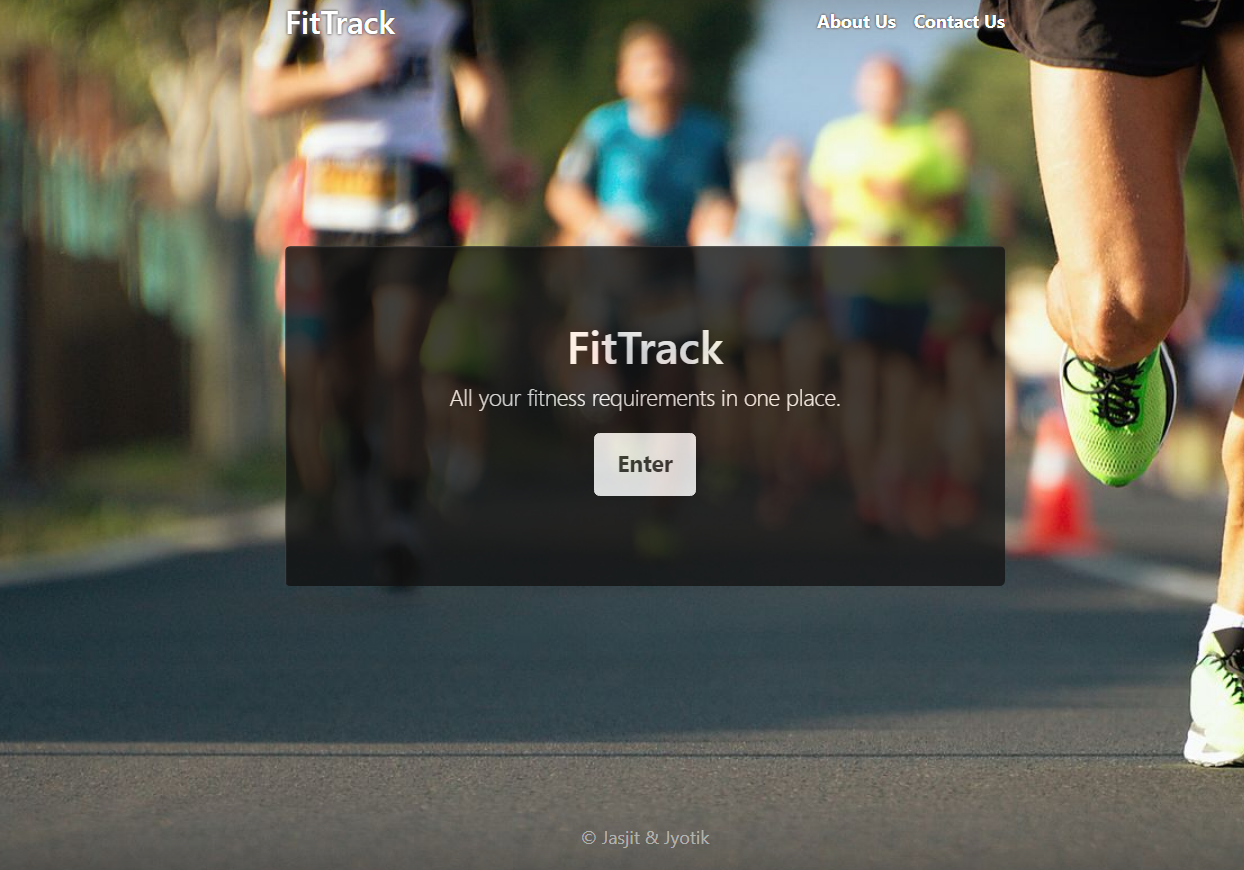 FitTrack
About Us Contact Us
FitTrack
All your fitness requirements in one place.
Enter
© Jasjit & Jyotik